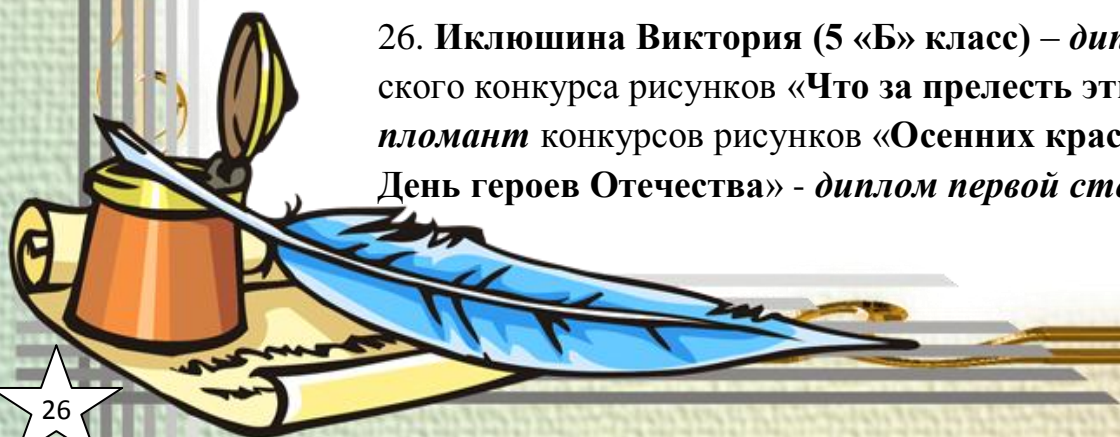 26. Иклюшина Виктория (5 «Б» класс) – дип
ского конкурса рисунков «Что за прелесть эти
пломант конкурсов рисунков «Осенних крас
День героев Отечества» - диплом первой сте
26